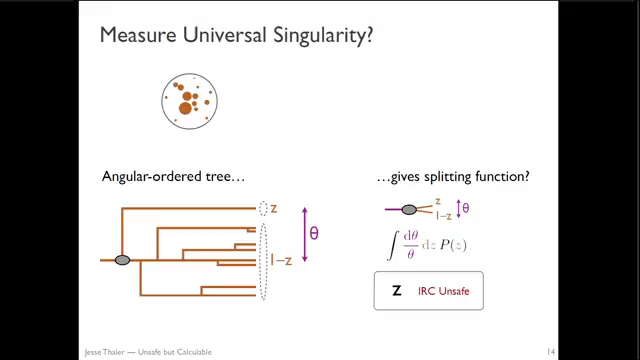 Measure Universal Singularity?
Angular-ordered tree…
…gives splitting function?
z
θ
1–z
z
1–z
θ
∫ dθ/θ dz P(z)
z IRC Unsafe
Jesse Thaler — Unsafe but Calculable
14